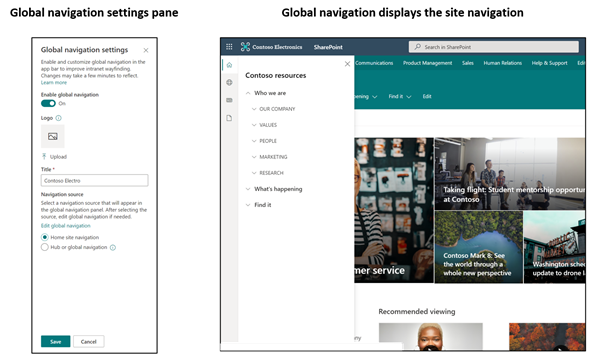 Global navigation settings pane
Global navigation displays the site navigation
Global navigation settings
Enable and customize global navigation in the
app bar to improve intranet wayfinding.
Changes may take a few minutes to reflect.
Learn more
Enable global navigation
On
Logo
Upload
Title *
Contoso Electro
Navigation source
Select a navigation source that will appear in
the global navigation panel. After selecting the
source, edit global navigation if needed.
Edit global navigation
Home site navigation
Hub or global navigation
Save
Cancel
Contoso Electronics
SharePoint
Search in SharePoint
Communications
Product Management
Sales
Human Relations
Help & Support
Edi
pening
Find it
Edit
Contoso resources
Who we are
OUR COMPANY
VALUES
PEOPLE
MARKETING
RESEARCH
What's happening
Find it
Taking flight: Student mentorship opportun
at Contoso
mer service
Contoso Mark 8: See
the world through a
whole new perspective
Washington sched
update to drone la
Recommended viewing
any